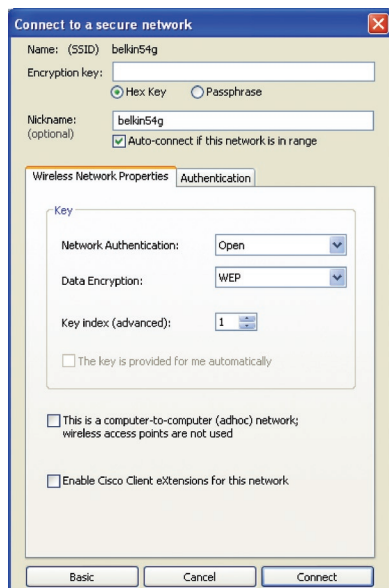 Connect to a secure network
Name: (SSID) belkin54g
Encryption key:
Hex Key Passphrase
Nickname: belkin54g
(optional)
Auto-connect if this network is in range
Wireless Network Properties Authentication
Key
Network Authentication: Open
Data Encryption: WEP
Key index (advanced): 1
The key is provided for me automatically
This is a computer-to-computer (adhoc) network;
wireless access points are not used
Enable Cisco Client eXtensions for this network
Basic Cancel Connect